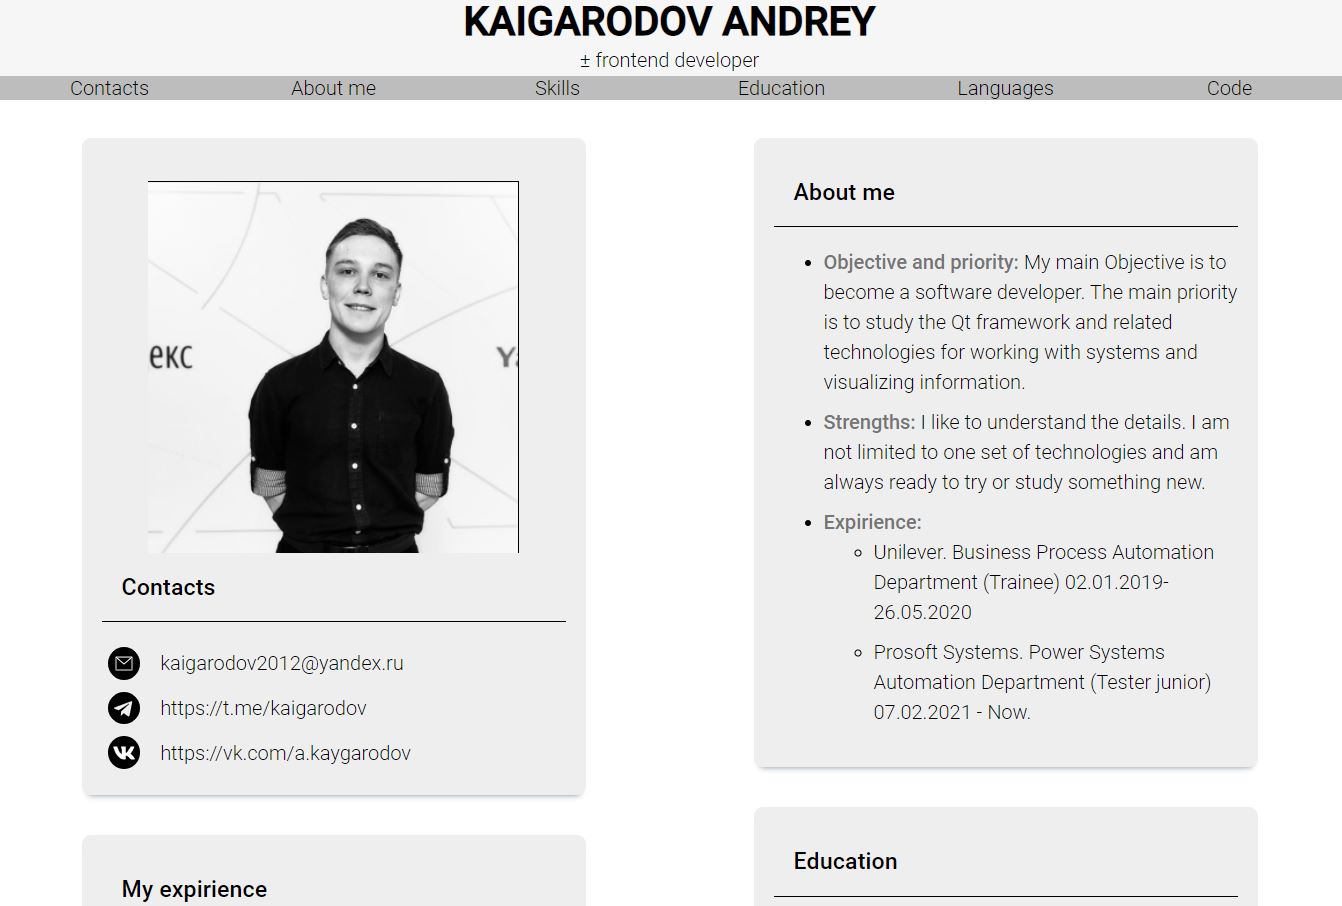 KAIGARODOV ANDREY
± frontend developer
Contacts About me Skills Education Languages Code
екс
Contacts
kaigarodov2012@yandex.ru
https://t.me/kaigarodov
https://vk.com/a.kaygarodov
My expirience
About me
Objective and priority: My main Objective is to
become a software developer. The main priority
is to study the Qt framework and related
technologies for working with systems and
visualizing information.
Strengths: I like to understand the details. I am
not limited to one set of technologies and am
always ready to try or study something new.
Expirience:
Unilever. Business Process Automation
Department (Trainee) 02.01.2019-
26.05.2020
Prosoft Systems. Power Systems
Automation Department (Tester junior)
07.02.2021 - Now.
Education